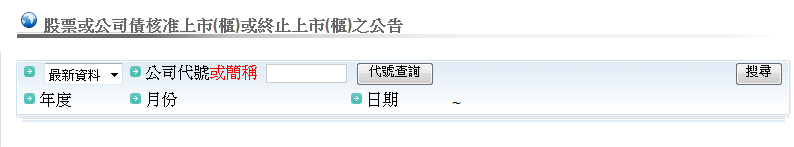 股票或公司債核准上市(櫃)或終止上市(櫃)之公告
最新資料 公司代號或簡稱 代號查詢 搜尋
年度 月份 日期 ~